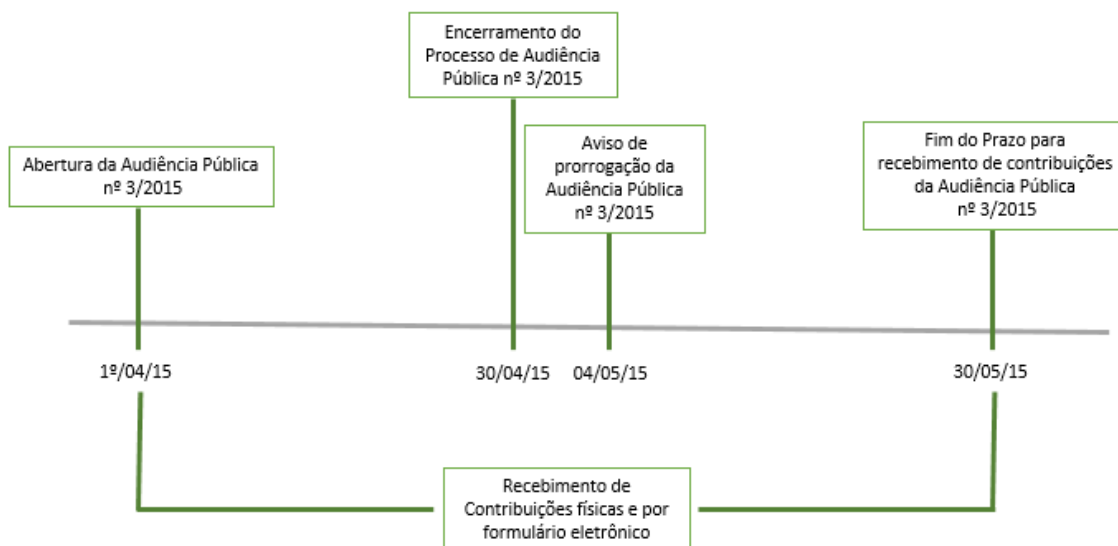 Encerramento do
Processo de Audiência
Pública nº 3/2015
Abertura da Audiência Pública
nº 3/2015
Aviso de
prorrogação da
Audiência Pública
nº 3/2015
Fim do Prazo para
recebimento de contribuições
da Audiência Pública
nº 3/2015
1º/04/15
30/04/15
04/05/15
30/05/15
Recebimento de
Contribuições físicas e por
formulário eletrônico